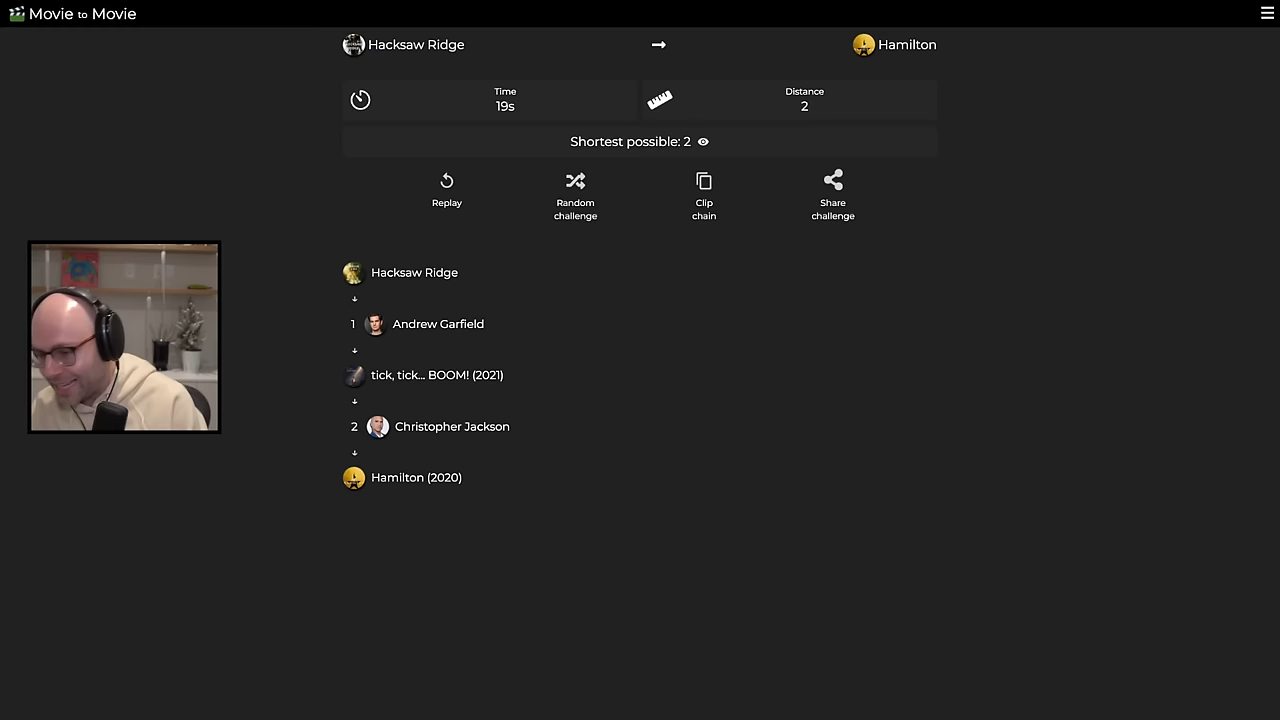 Movie to Movie
Hacksaw Ridge
Hamilton
Time
19s
Distance
2
Shortest possible: 2
Replay
Random
challenge
Clip
chain
Share
challenge
Hacksaw Ridge
1 Andrew Garfield
tick, tick... BOOM! (2021)
2 Christopher Jackson
Hamilton (2020)